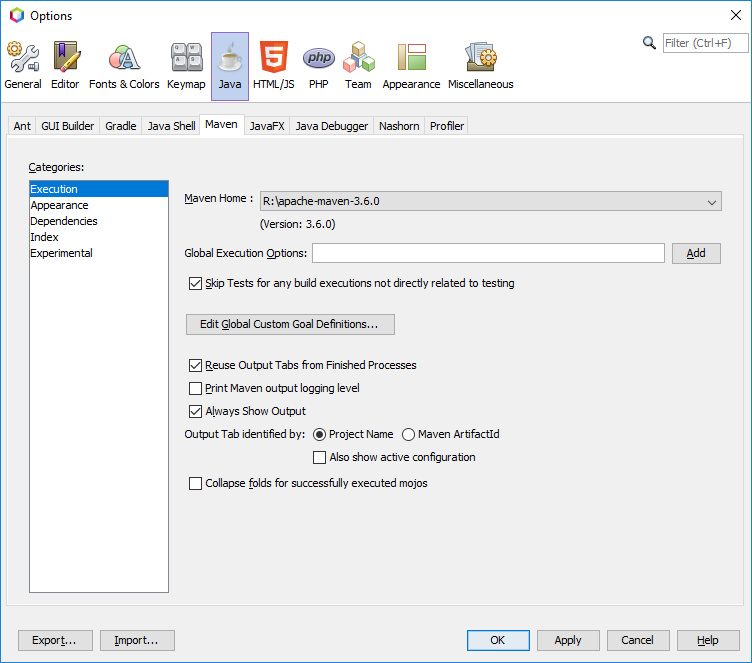 Options
Filter (Ctrl+F)
General Editor Fonts & Colors Keymap Java HTML/JS PHP Team Appearance Miscellaneous
Ant GUI Builder Gradle Java Shell Maven JavaFX Java Debugger Nashorn Profiler
Categories:
Execution
Appearance
Dependencies
Index
Experimental
Maven Home : R:\apache-maven-3.6.0
(Version: 3.6.0)
Global Execution Options: Add
Skip Tests for any build executions not directly related to testing
Edit Global Custom Goal Definitions...
Reuse Output Tabs from Finished Processes
Print Maven output logging level
Always Show Output
Output Tab identified by: Project Name Maven ArtifactId
Also show active configuration
Collapse folds for successfully executed mojos
Export... Import... OK Apply Cancel Help